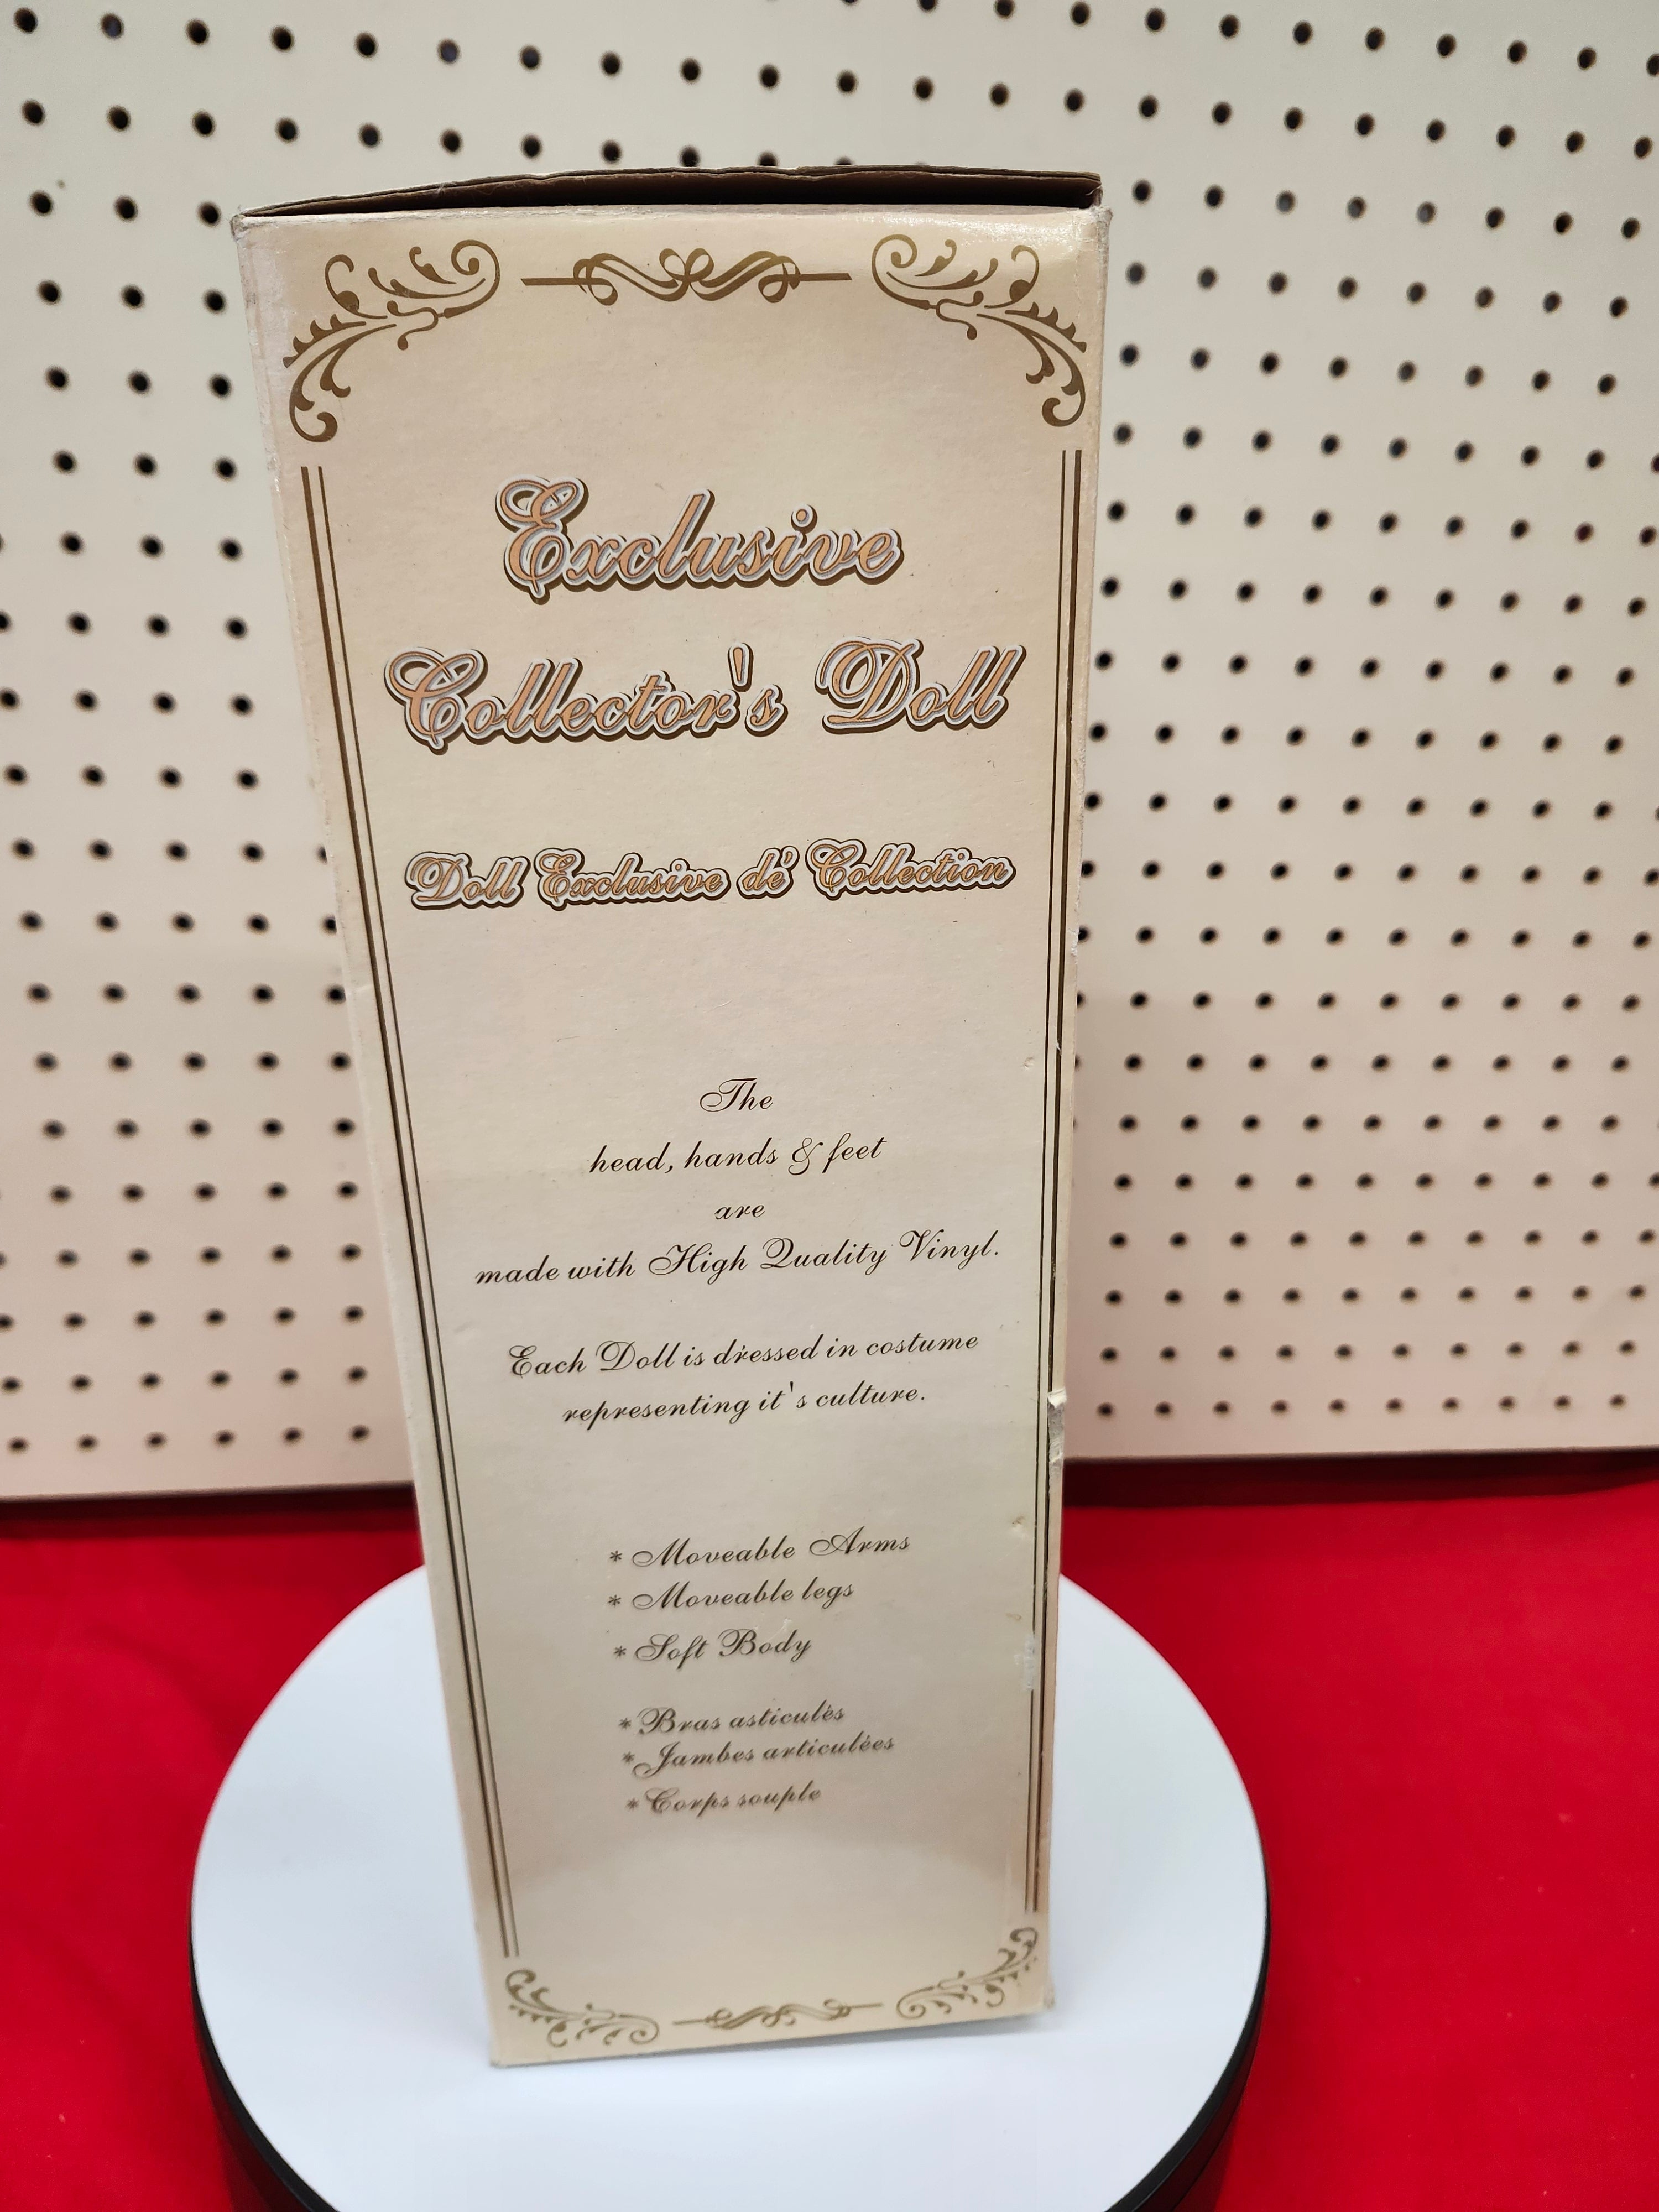 Exclusive
Collector's Doll
Doll Exclusive dé Collection
The
head, hands & feet
are
made with High Quality Vinyl.
Each Doll is dressed in costume
representing it's culture.
* Moveable Arms
* Moveable legs
* Soft Body
* Bras asticulés
* Jambes articulées
* Corps souple